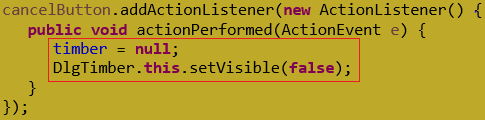 cancelButton.addActionListener(new ActionListener() {
public void actionPerformed(ActionEvent e) {
timber = null;
DlgTimber.this.setVisible(false);
}
});